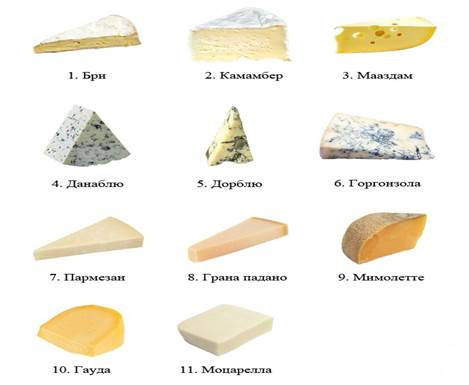 1. Бри
2. Камамбер
3. Мааздам
4. Данаблю
5. Дорблю
6. Горгонзола
7. Пармезан
8. Грана падано
9. Мимолетте
10. Гауда
11. Моцарелла